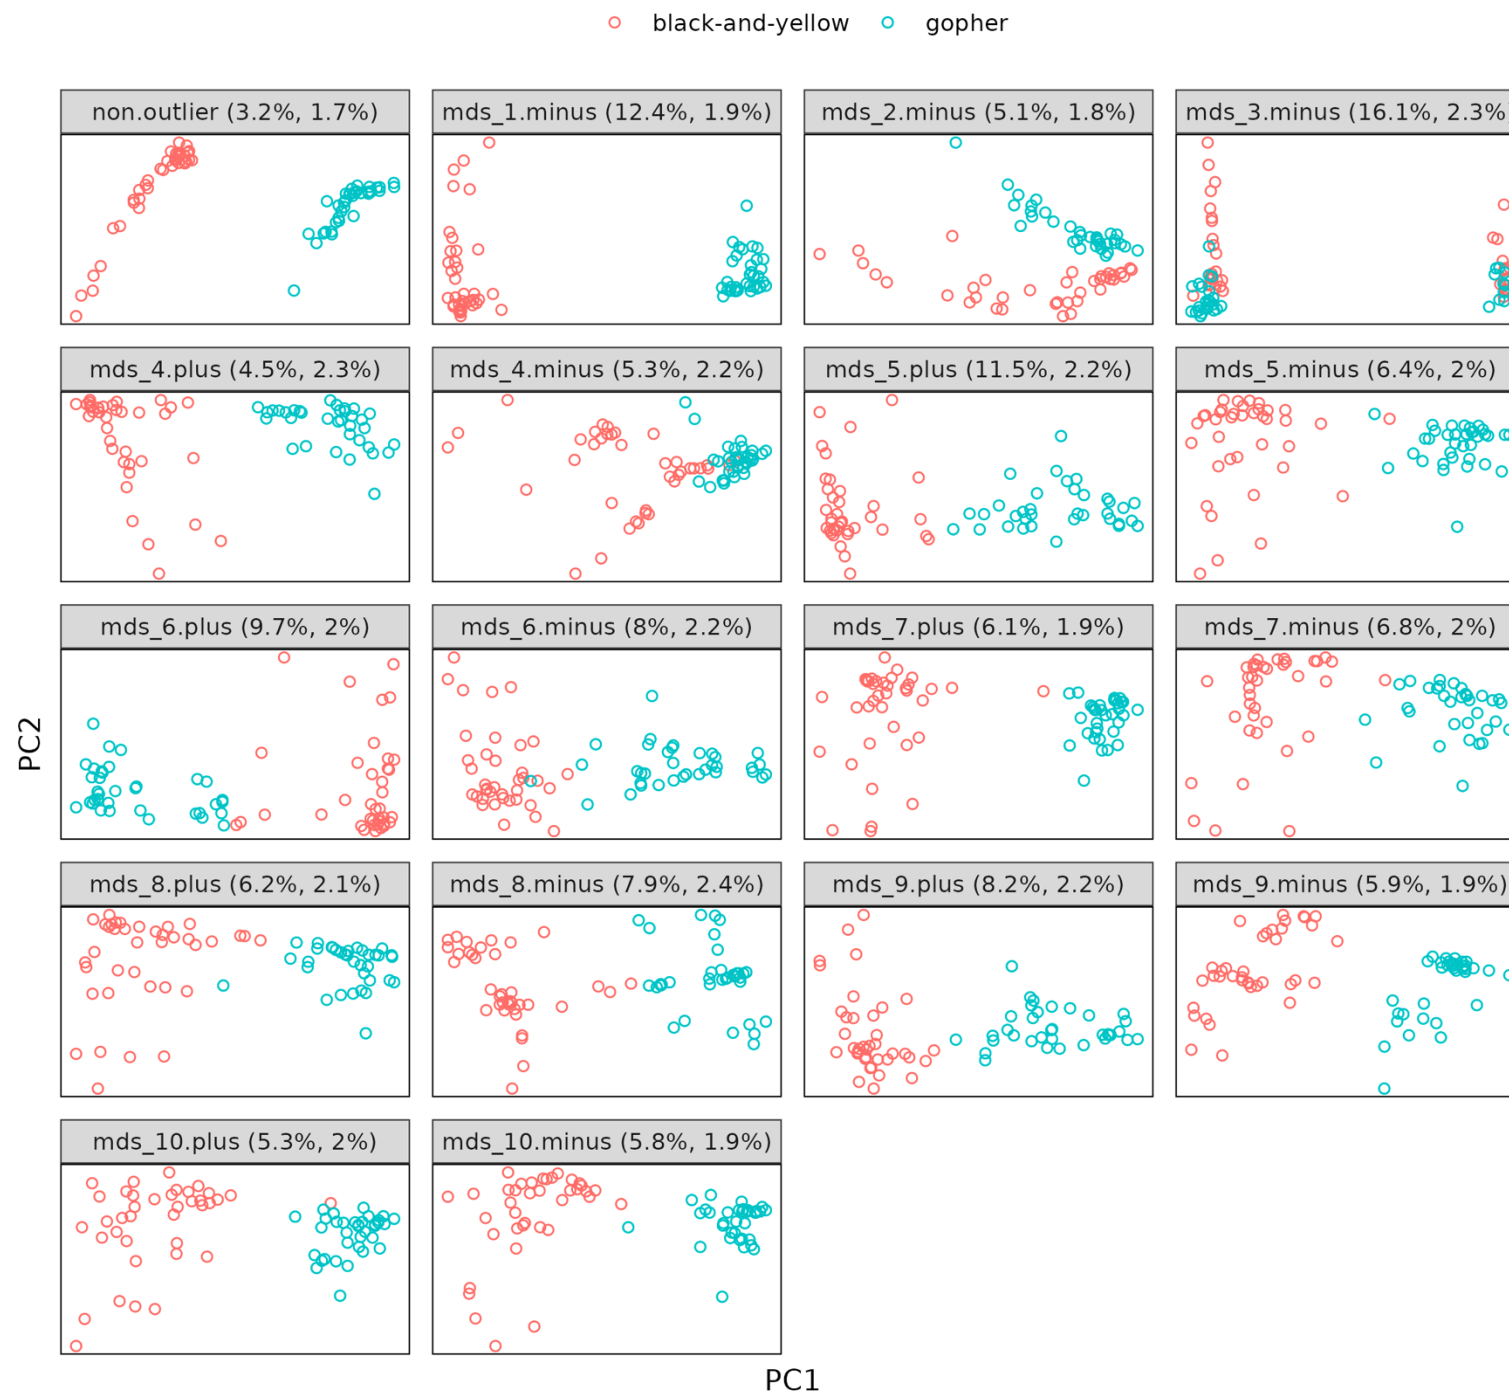 black-and-yellow gopher
non.outlier (3.2%, 1.7%) mds_1.minus (12.4%, 1.9%) mds_2.minus (5.1%, 1.8%) mds_3.minus (16.1%, 2.3%
mds_4.plus (4.5%, 2.3%) mds_4.minus (5.3%, 2.2%) mds_5.plus (11.5%, 2.2%) mds_5.minus (6.4%, 2%)
mds_6.plus (9.7%, 2%) mds_6.minus (8%, 2.2%) mds_7.plus (6.1%, 1.9%) mds_7.minus (6.8%, 2%)
PC2
mds_8.plus (6.2%, 2.1%) mds_8.minus (7.9%, 2.4%) mds_9.plus (8.2%, 2.2%) mds_9.minus (5.9%, 1.9%)
mds_10.plus (5.3%, 2%) mds_10.minus (5.8%, 1.9%)
PC1